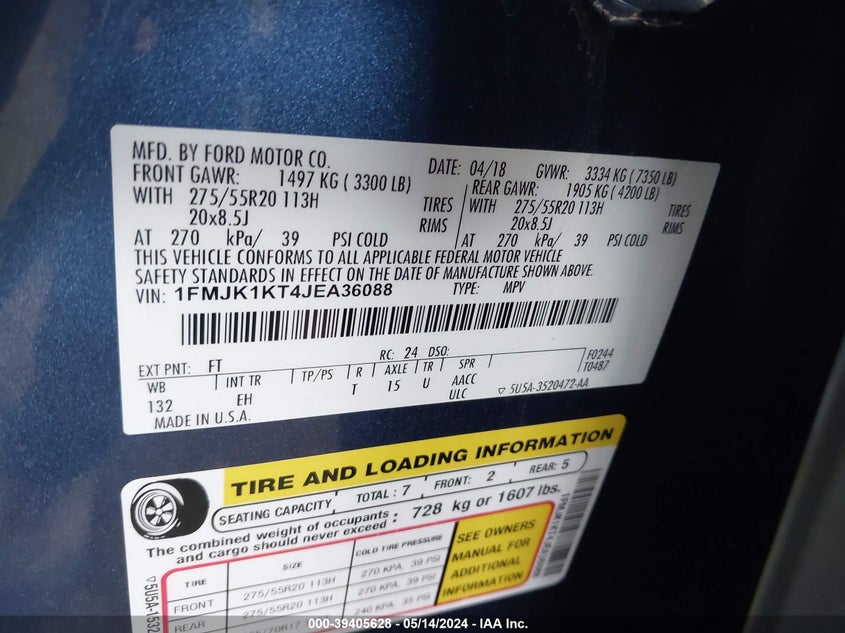 MFD. BY FORD MOTOR CO.
DATE: 04/18 GVWR: 3334 KG ( 7350 LB)
FRONT GAWR: 1497 KG ( 3300 LB)
REAR GAWR: 1905 KG ( 4200 LB)
WITH 275/55R20 113H TIRES
WITH 275/55R20 113H TIRES
20x8.5J RIMS
20x8.5J RIMS
AT 270 kPa/ 39 PSI COLD
AT 270 kPa/ 39 PSI COLD
THIS VEHICLE CONFORMS TO ALL APPLICABLE FEDERAL MOTOR VEHICLE
SAFETY STANDARDS IN EFFECT ON THE DATE OF MANUFACTURE SHOWN ABOVE.
VIN: 1FMJK1KT4JEA36088 TYPE: MPV
EXT PNT: FT RC: 24 DSO: F0244
T0487
WB INT TR TP/PS R AXLE TR SPR
132 EH T 15 U AACC
ULC
▽ 5U5A-3520472-AA
MADE IN U.S.A.
TIRE AND LOADING INFORMATION
SEATING CAPACITY TOTAL : 7 FRONT: 2 REAR: 5
The combined weight of occupants
and cargo should never exceed : 728 kg or 1607 lbs.
TIRE SIZE COLD TIRE PRESSURE
FRONT 275/55R20 113H 270 KPA, 39 PSI
REAR 275/55R20 113H 270 KPA, 39 PSI
240 KPA, 35 PSI
SEE OWNERS
MANUAL FOR
ADDITIONAL
INFORMATION
▽5U5A-1532
000-39405628 - 05/14/2024 - IAA Inc.